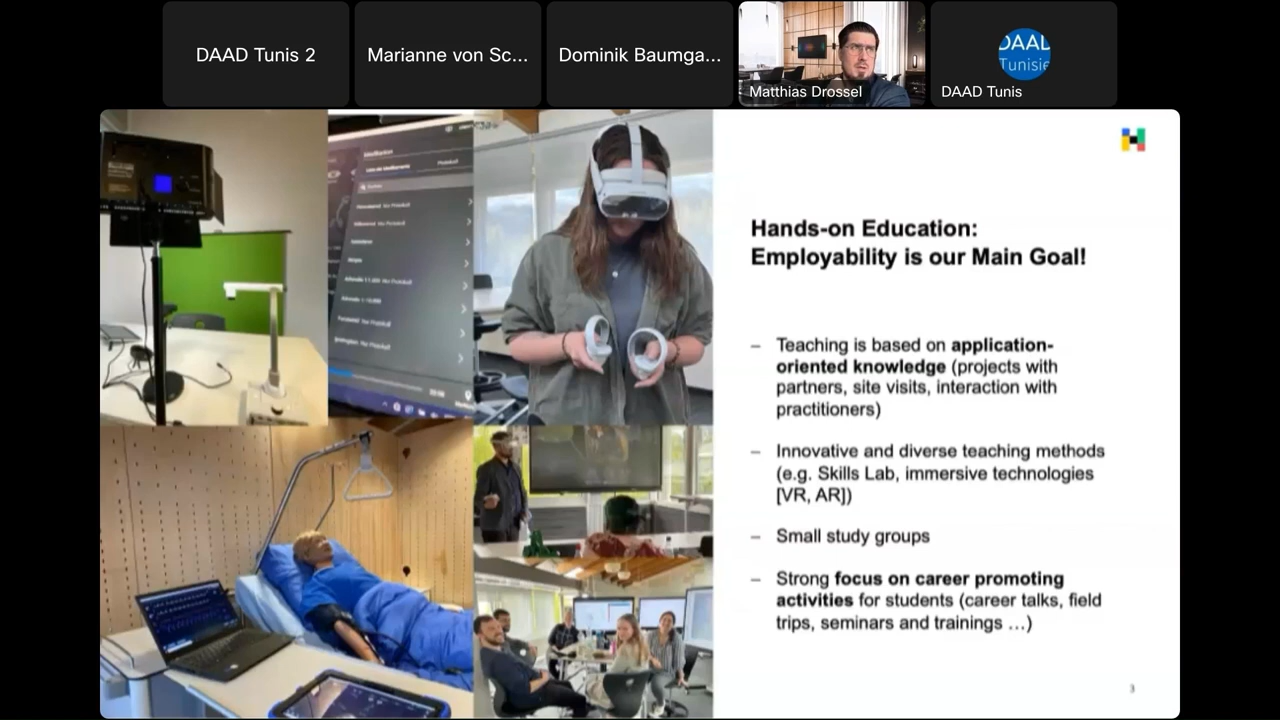 DAAD Tunis 2
Marianne von Sc...
Dominik Baumga...
Matthias Drossel
DAAD
Tunisie
DAAD Tunis
Hands-on Education:
Employability is our Main Goal!
– Teaching is based on application-
oriented knowledge (projects with
partners, site visits, interaction with
practitioners)
– Innovative and diverse teaching methods
(e.g. Skills Lab, immersive technologies
[VR, AR])
– Small study groups
– Strong focus on career promoting
activities for students (career talks, field
trips, seminars and trainings ...)
3